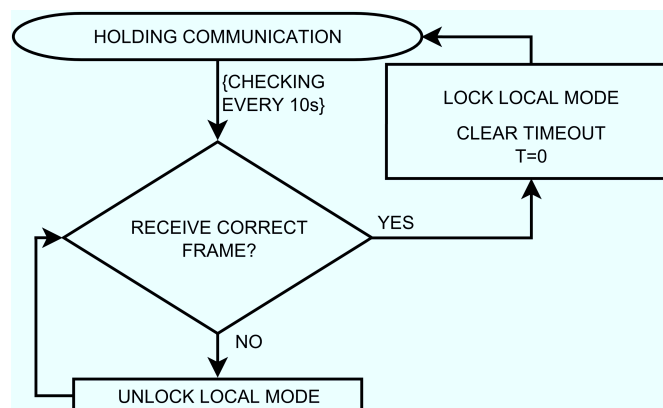 HOLDING COMMUNICATION
{CHECKING
EVERY 10s}
LOCK LOCAL MODE
CLEAR TIMEOUT
T=0
RECEIVE CORRECT
FRAME?
YES
NO
UNLOCK LOCAL MODE